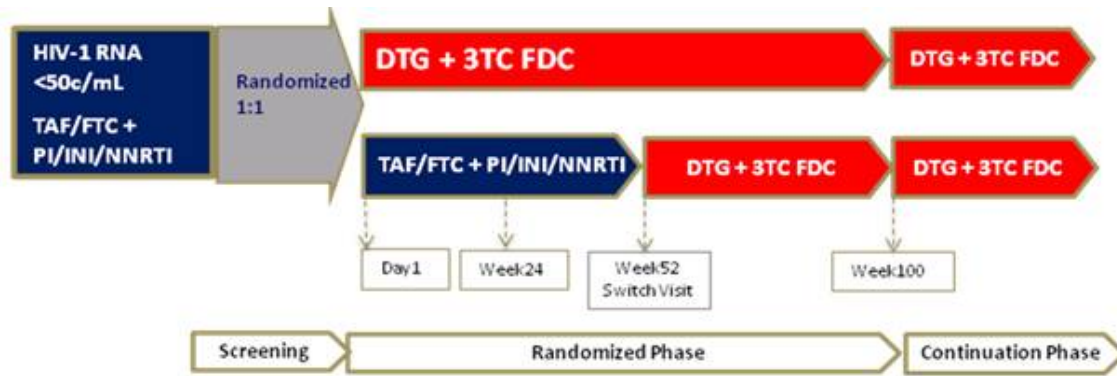 HIV-1 RNA
<50c/mL
TAF/FTC +
PI/INI/NNRTI
Randomized
1:1
DTG + 3TC FDC
DTG + 3TC FDC
TAF/FTC + PI/INI/NNRTI
DTG + 3TC FDC
DTG + 3TC FDC
Day1
Week24
Week52
Switch Visit
Week100
Screening
Randomized Phase
Continuation Phase